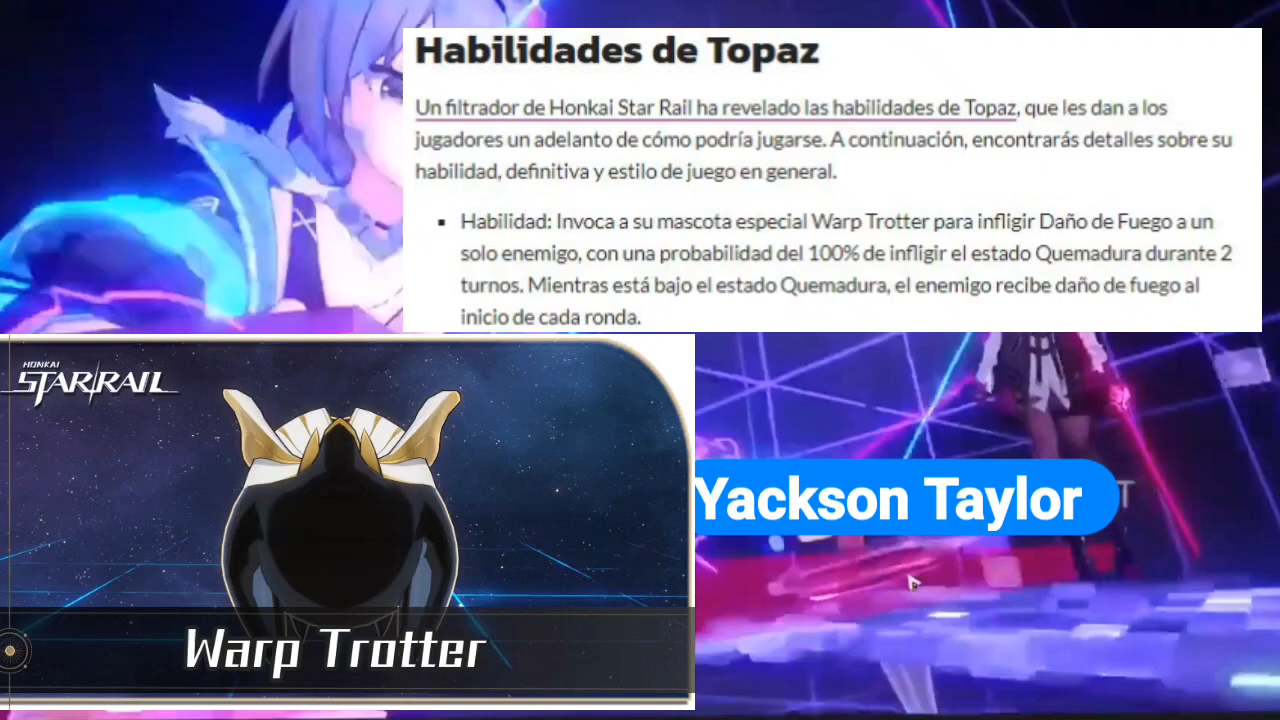 Habilidades de Topaz
Un filtrador de Honkai Star Rail ha revelado las habilidades de Topaz, que les dan a los
jugadores un adelanto de cómo podría jugarse. A continuación, encontrarás detalles sobre su
habilidad, definitiva y estilo de juego en general.
▪ Habilidad: Invoca a su mascota especial Warp Trotter para infligir Daño de Fuego a un
solo enemigo, con una probabilidad del 100% de infligir el estado Quemadura durante 2
turnos. Mientras está bajo el estado Quemadura, el enemigo recibe daño de fuego al
inicio de cada ronda.
HONKAI
STAR RAIL
Yackson Taylor
T
Warp Trotter